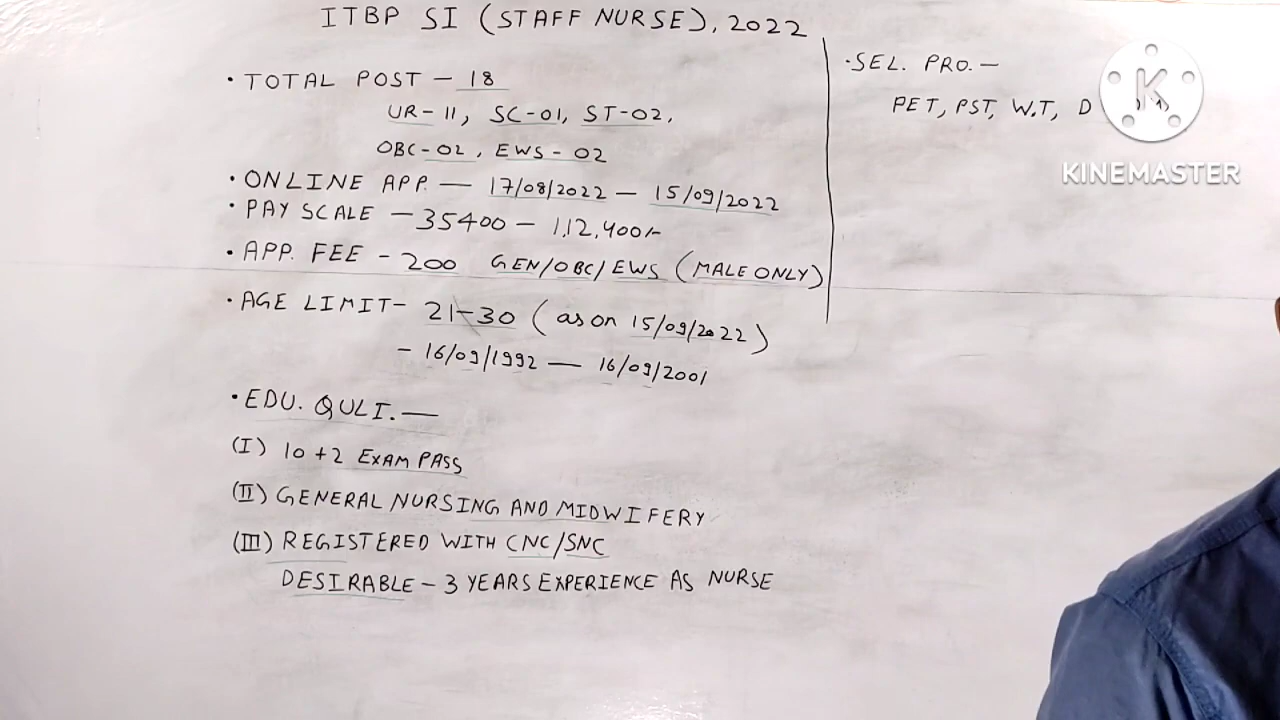 ITBP SI (STAFF NURSE), 2022
• TOTAL POST - 18
UR-11, SC-01, ST-02,
OBC-02, EWS-02
• ONLINE APP. - 17/08/2022 - 15/09/2022
• PAY SCALE - 35400 - 1,12,400/-
• APP. FEE - 200 GEN/OBC/EWS (MALE ONLY)
• AGE LIMIT- 21-30 (as on 15/09/2022)
- 16/09/1992 - 16/09/2001
• EDU. QULI. -
(I) 10+2 EXAM PASS
(II) GENERAL NURSING AND MIDWIFERY
(III) REGISTERED WITH CNC/SNC
DESIRABLE - 3 YEARS EXPERIENCE AS NURSE
• SEL. PRO. -
PET, PST, W.T, D
K
KINEMASTER